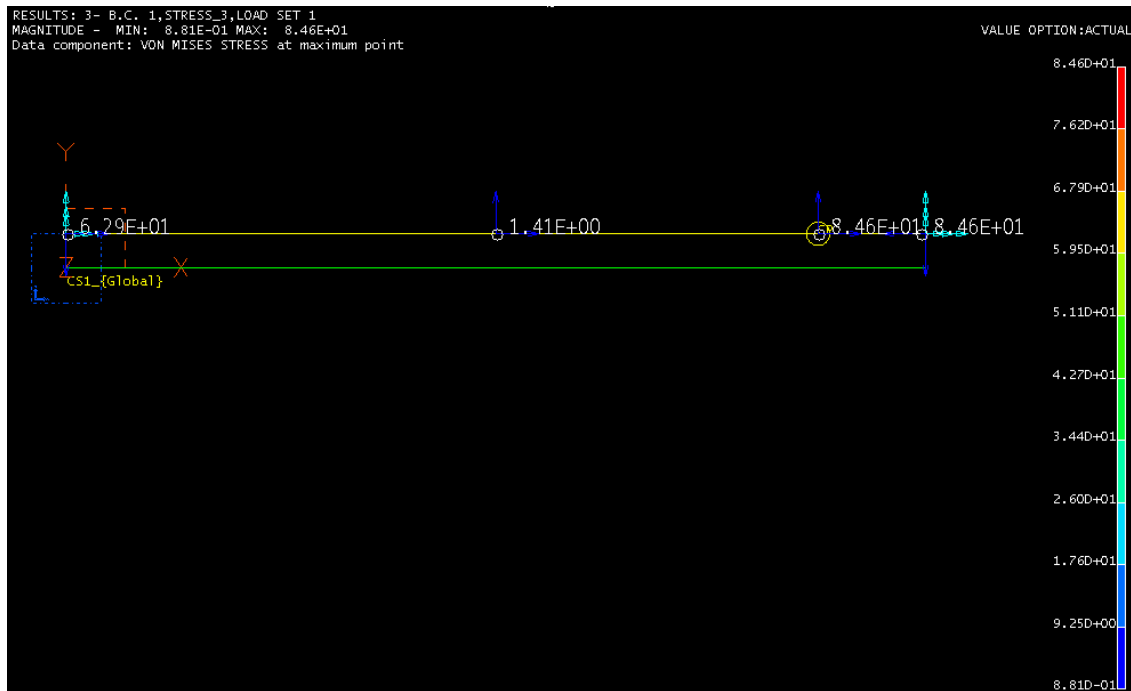 RESULTS: 3- B.C. 1,STRESS_3,LOAD SET 1
MAGNITUDE - MIN: 8.81E-01 MAX: 8.46E+01
Data component: VON MISES STRESS at maximum point
VALUE OPTION:ACTUAL
8.46D+01
7.62D+01
6.79D+01
5.95D+01
5.11D+01
4.27D+01
3.44D+01
2.60D+01
1.76D+01
9.25D+00
8.81D-01
Y
6.29E+01
1.41E+00
8.46E+01
8.46E+01
Z
X
CS1_{Global}
L